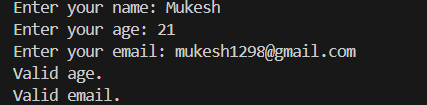 Enter your name: Mukesh
Enter your age: 21
Enter your email: mukesh1298@gmail.com
Valid age.
Valid email.